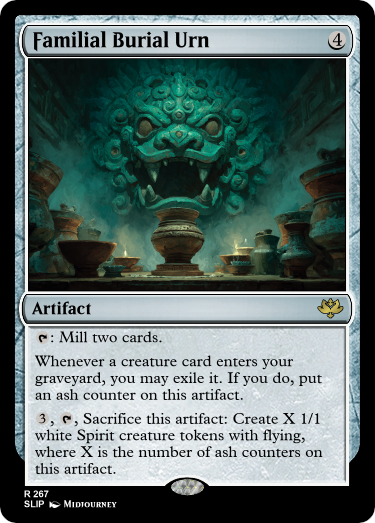 Familial Burial Urn 4
Artifact
: Mill two cards.
Whenever a creature card enters your
graveyard, you may exile it. If you do, put
an ash counter on this artifact.
3, , Sacrifice this artifact: Create X 1/1
white Spirit creature tokens with flying,
where X is the number of ash counters on
this artifact.
R 267
SLIP Midjourney